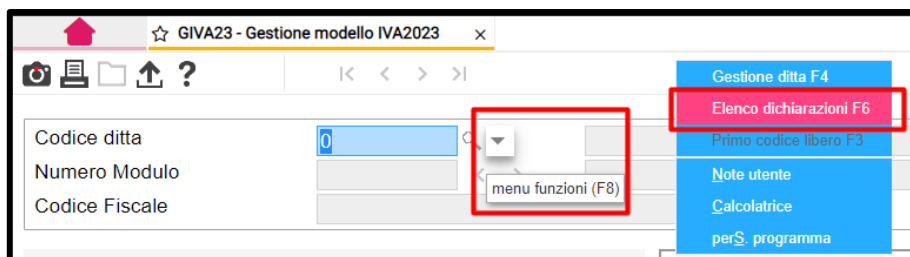 GIVA23 - Gestione modello IVA2023
Gestione ditta F4
Elenco dichiarazioni F6
Codice ditta 0
Primo codice libero F3
Numero Modulo
menu funzioni (F8)
Note utente
Codice Fiscale
Calcolatrice
perS. programma